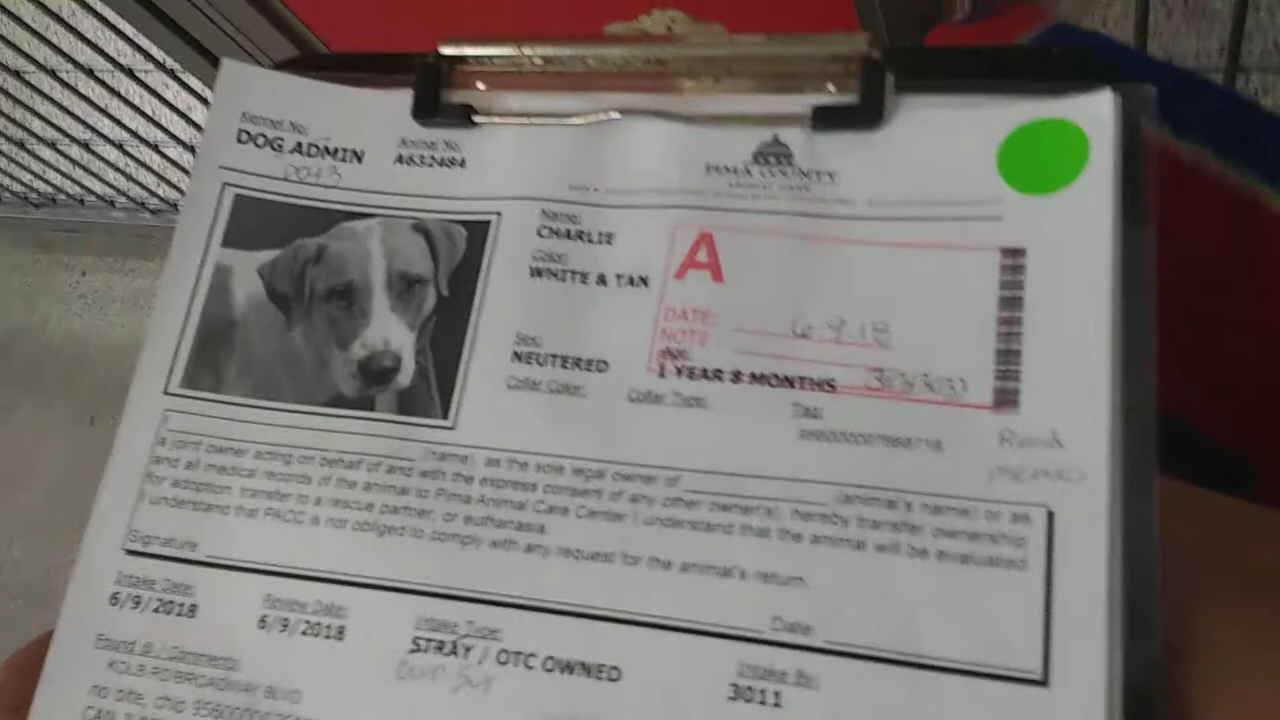 Kennel No:
DOG ADMIN
Animal No:
A632484
PIMA COUNTY
ANIMAL CARE
Name:
CHARLIE
Color:
WHITE & TAN
A
DATE: 6-9-18
NOTE
Sex:
NEUTERED
Age:
1 YEAR 8 MONTHS
Collar Color:
Collar Type:
Tag:
(name), as the sole legal owner of (animal's name) or as
a joint owner acting on behalf of and with the express consent of any other owner(s), hereby transfer ownership
and all medical records of the animal to Pima Animal Care Center I understand that the animal will be evaluated
for adoption, transfer to a rescue partner, or euthanasia.
I understand that PACC is not obliged to comply with any request for the animal's return.
Signature: Date:
Intake Date:
6/9/2018
Review Date:
6/9/2018
Intake Type:
STRAY / OTC OWNED
Intake By:
3011
Found @ / Comments:
KOLB RD/BROADWAY BLVD
no bite, chip